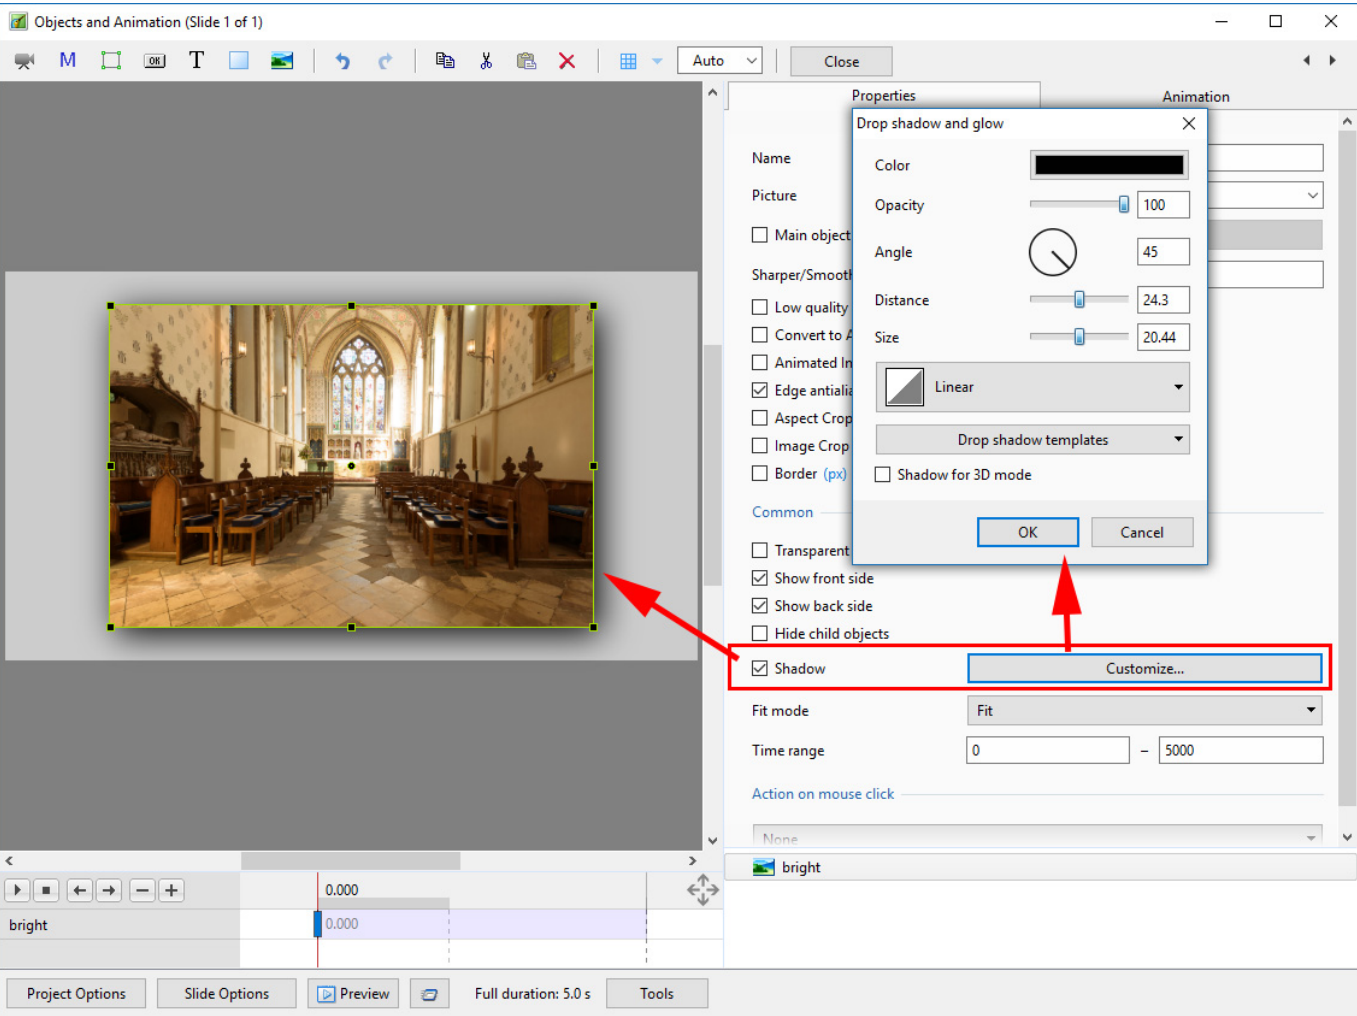 Objects and Animation (Slide 1 of 1)
M OK T Auto Close
Properties Animation
Drop shadow and glow
Name
Color
Picture
Opacity 100
Main object
Angle 45
Sharper/Smooth
Distance 24.3
Low quality
Convert to A
Size 20.44
Animated In
Linear
Edge antialia
Aspect Crop
Drop shadow templates
Image Crop
Border (px)
Shadow for 3D mode
Common
OK Cancel
Transparent
Show front side
Show back side
Hide child objects
Shadow Customize...
Fit mode Fit
Time range 0 – 5000
Action on mouse click
None
bright
0.000
bright 0.000
Project Options Slide Options Preview Full duration: 5.0 s Tools